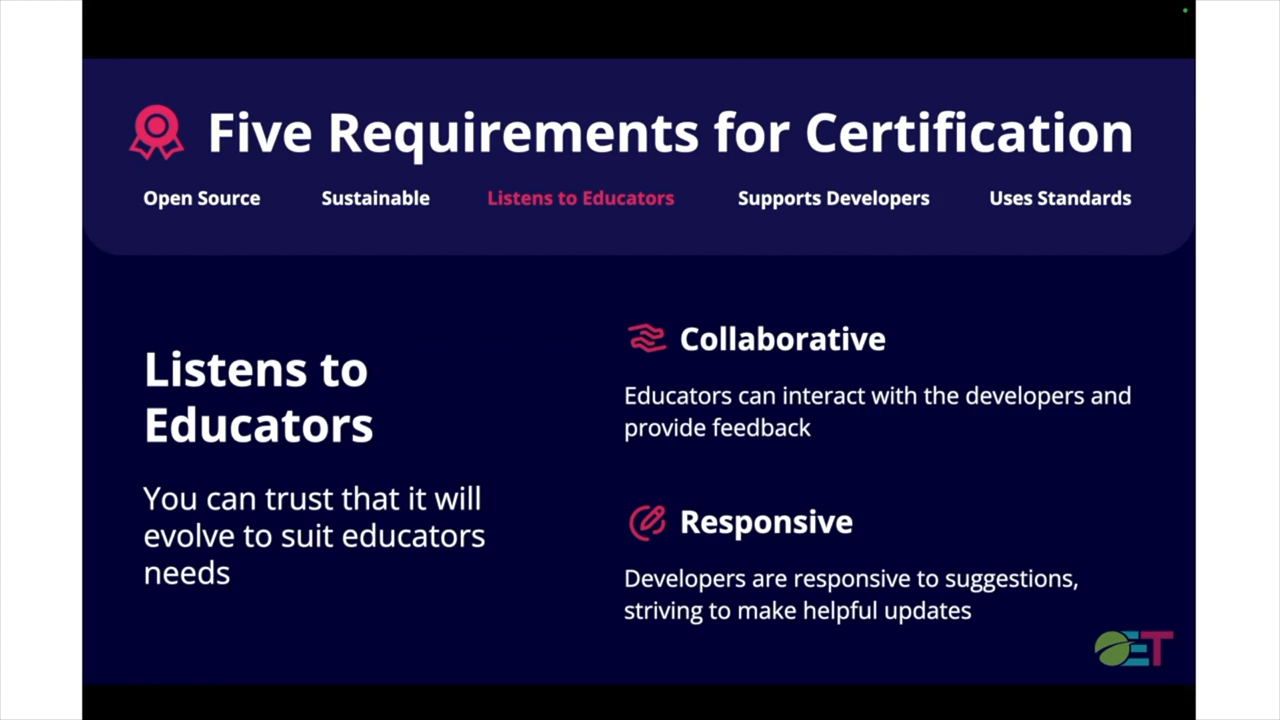 Five Requirements for Certification
Open Source
Sustainable
Listens to Educators
Supports Developers
Uses Standards
Listens to
Educators
You can trust that it will
evolve to suit educators
needs
Collaborative
Educators can interact with the developers and
provide feedback
Responsive
Developers are responsive to suggestions,
striving to make helpful updates
OET